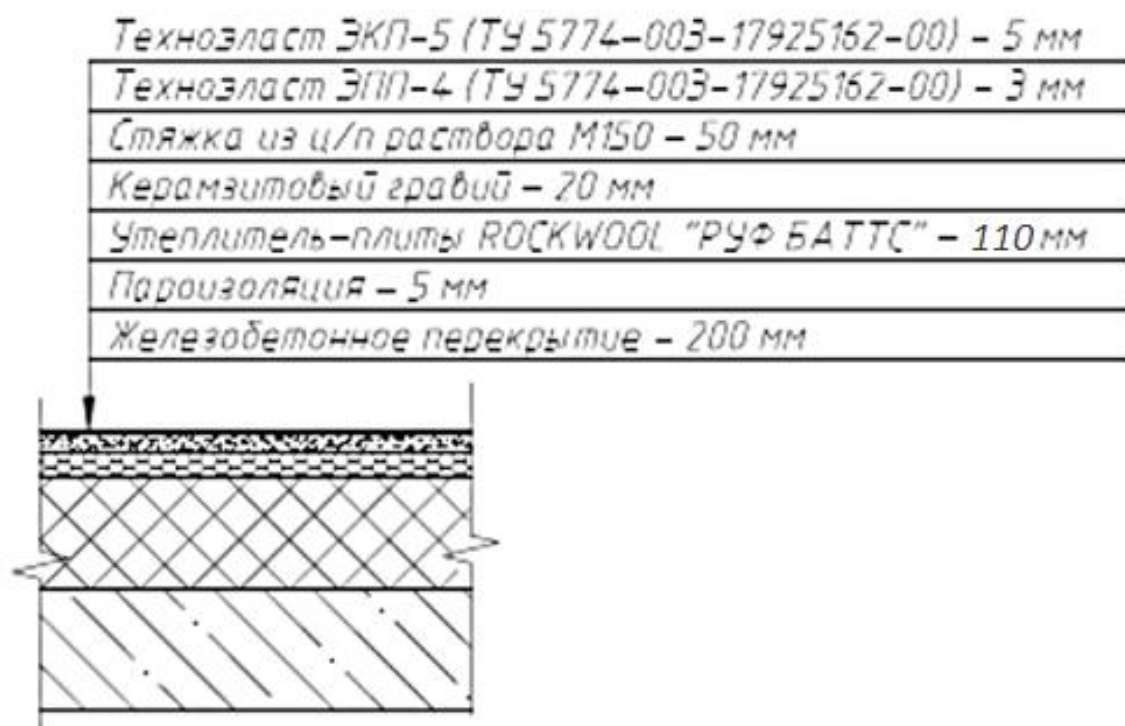 Техноэласт ЭКП-5 (ТУ 5774-003-17925162-00) - 5 мм
Техноэласт ЭПП-4 (ТУ 5774-003-17925162-00) - 3 мм
Стяжка из ц/п раствора М150 - 50 мм
Керамзитовый гравий - 20 мм
Утеплитель-плиты ROCKWOOL "РУФ БАТТС" - 110 мм
Пароизоляция - 5 мм
Железобетонное перекрытие - 200 мм